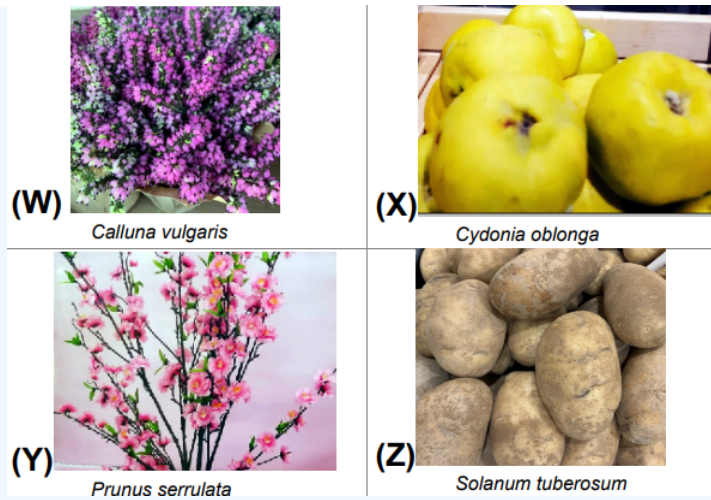 (W)
Calluna vulgaris
(X)
Cydonia oblonga
(Y)
Prunus serrulata
(Z)
Solanum tuberosum